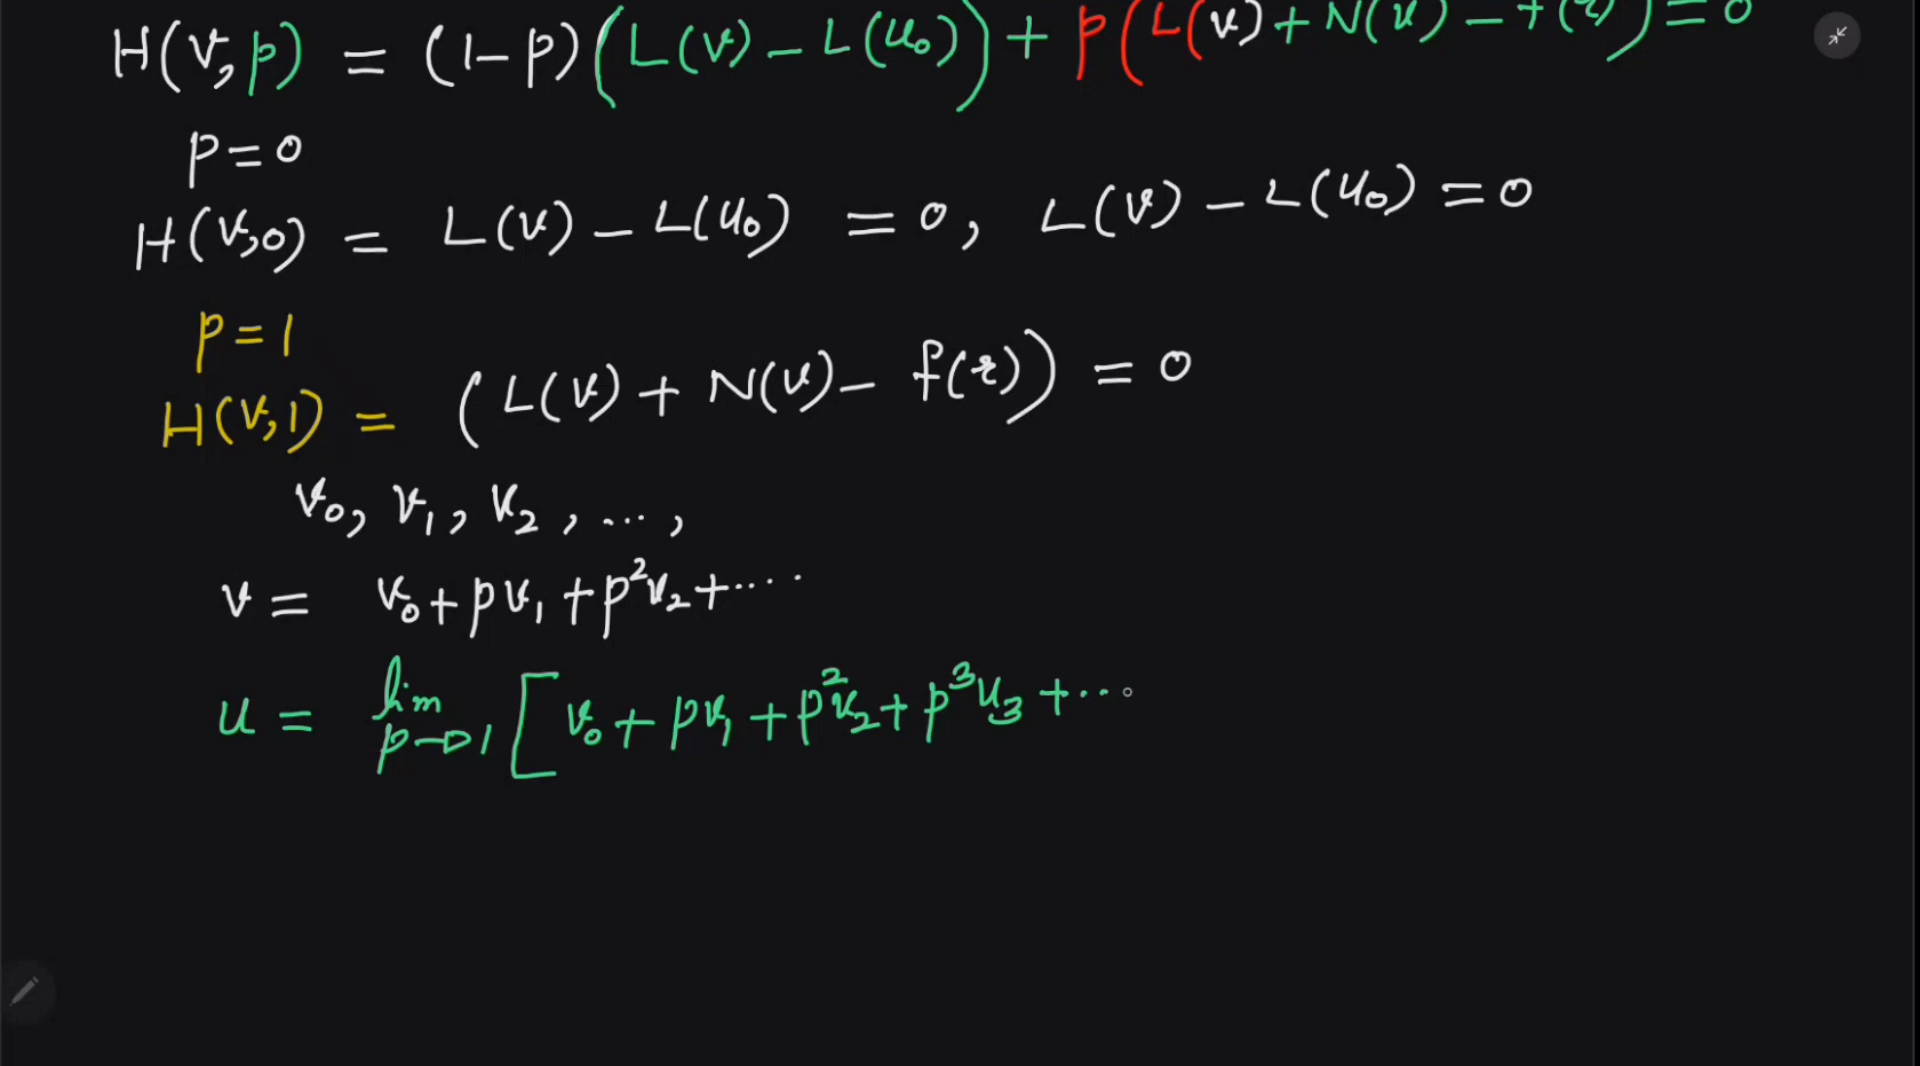 H(v,p) = (1-p)(L(v) - L(u₀)) + p(L(v) + N(v) - f(r)) = 0
p = 0
H(v,0) = L(v) - L(u₀) = 0, L(v) - L(u₀) = 0
p = 1
H(v,1) = (L(v) + N(v) - f(r)) = 0
v₀, v₁, v₂, ...,
v = v₀ + pv₁ + p²v₂ + ....
u = lim p→1 [v₀ + pv₁ + p²v₂ + p³u₃ + ...